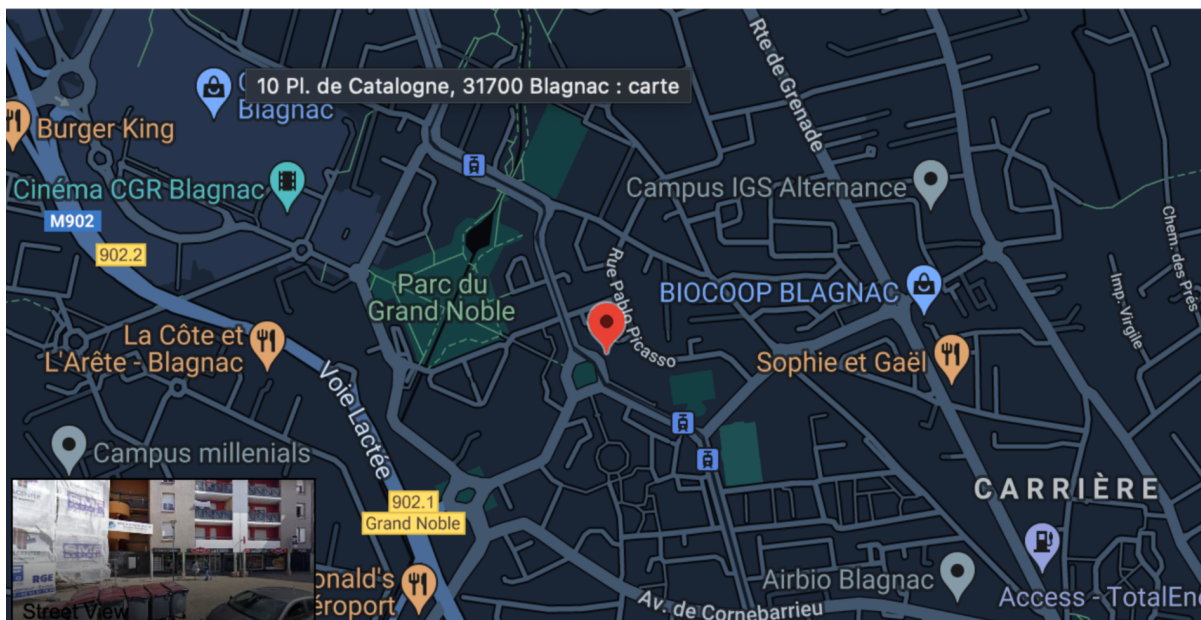 10 Pl. de Catalogne, 31700 Blagnac : carte
Blagnac
Burger King
Cinéma CGR Blagnac
M902
902.2
Rte de Grenade
Campus IGS Alternance
Chem. des Prés
Parc du
Grand Noble
Rue Pablo Picasso
BIOCOOP BLAGNAC
Imp. Virgile
La Côte et
L'Arête - Blagnac
Sophie et Gaël
Voie Lactée
Campus millenials
CARRIÈRE
902.1
Grand Noble
RGE
Street View
onald's
éroport
Airbio Blagnac
Av. de Cornebarrieu
Access - TotalEne